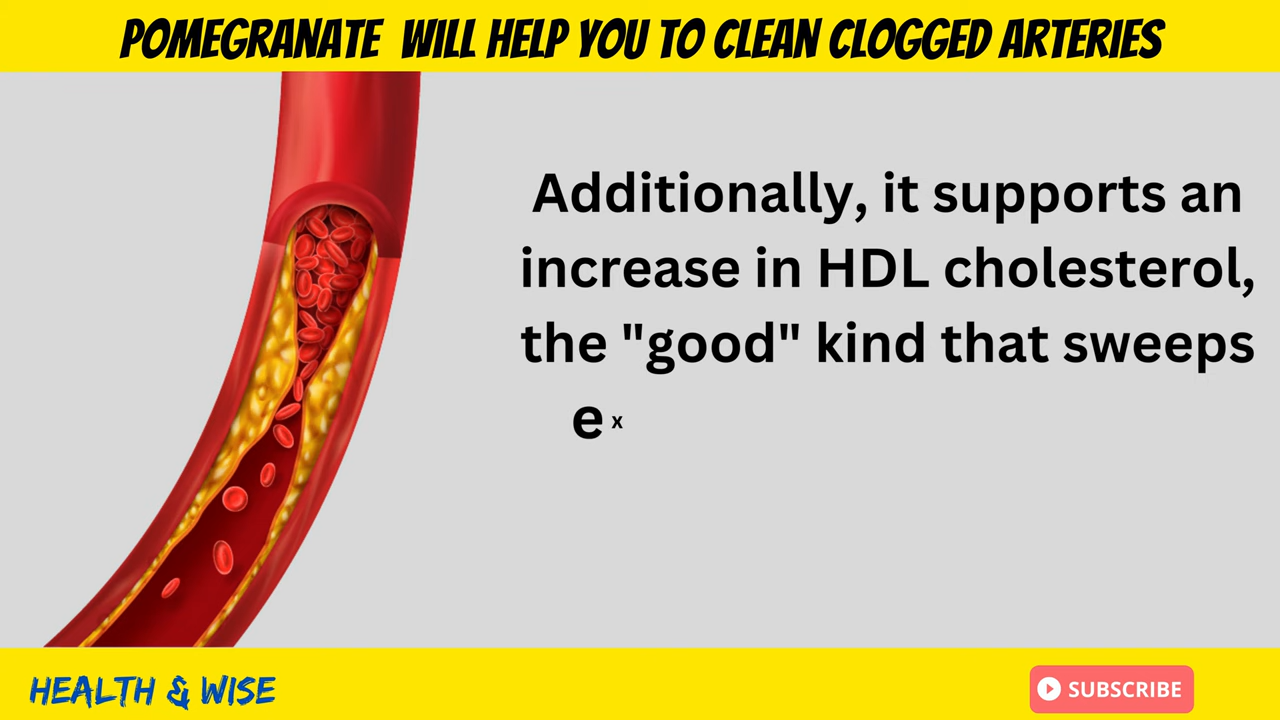 POMEGRANATE WILL HELP YOU TO CLEAN CLOGGED ARTERIES
Additionally, it supports an
increase in HDL cholesterol,
the "good" kind that sweeps
ex
HEALTH & WISE
SUBSCRIBE